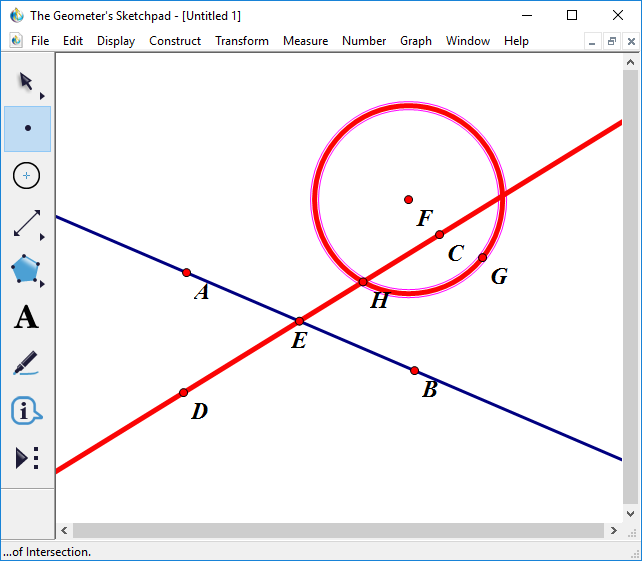 The Geometer's Sketchpad - [Untitled 1]
File Edit Display Construct Transform Measure Number Graph Window Help
F
C
G
A
H
E
B
D
A
i
...of Intersection.